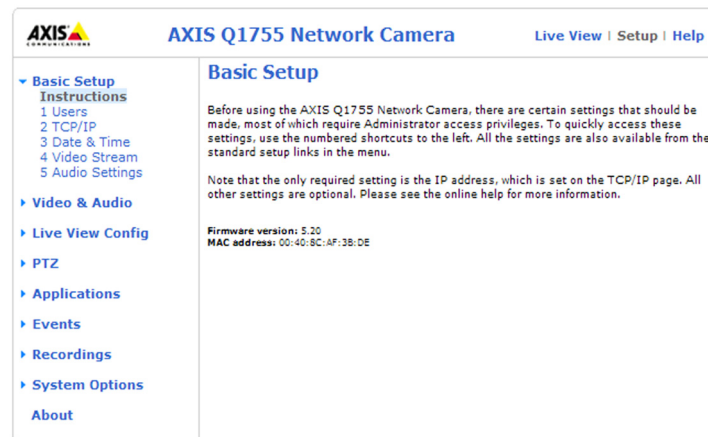 AXIS
COMMUNICATIONS
AXIS Q1755 Network Camera
Live View | Setup | Help
Basic Setup
Instructions
1 Users
2 TCP/IP
3 Date & Time
4 Video Stream
5 Audio Settings
Video & Audio
Live View Config
PTZ
Applications
Events
Recordings
System Options
About
Basic Setup
Before using the AXIS Q1755 Network Camera, there are certain settings that should be
made, most of which require Administrator access privileges. To quickly access these
settings, use the numbered shortcuts to the left. All the settings are also available from the
standard setup links in the menu.
Note that the only required setting is the IP address, which is set on the TCP/IP page. All
other settings are optional. Please see the online help for more information.
Firmware version: 5.20
MAC address: 00:40:8C:AF:3B:DE